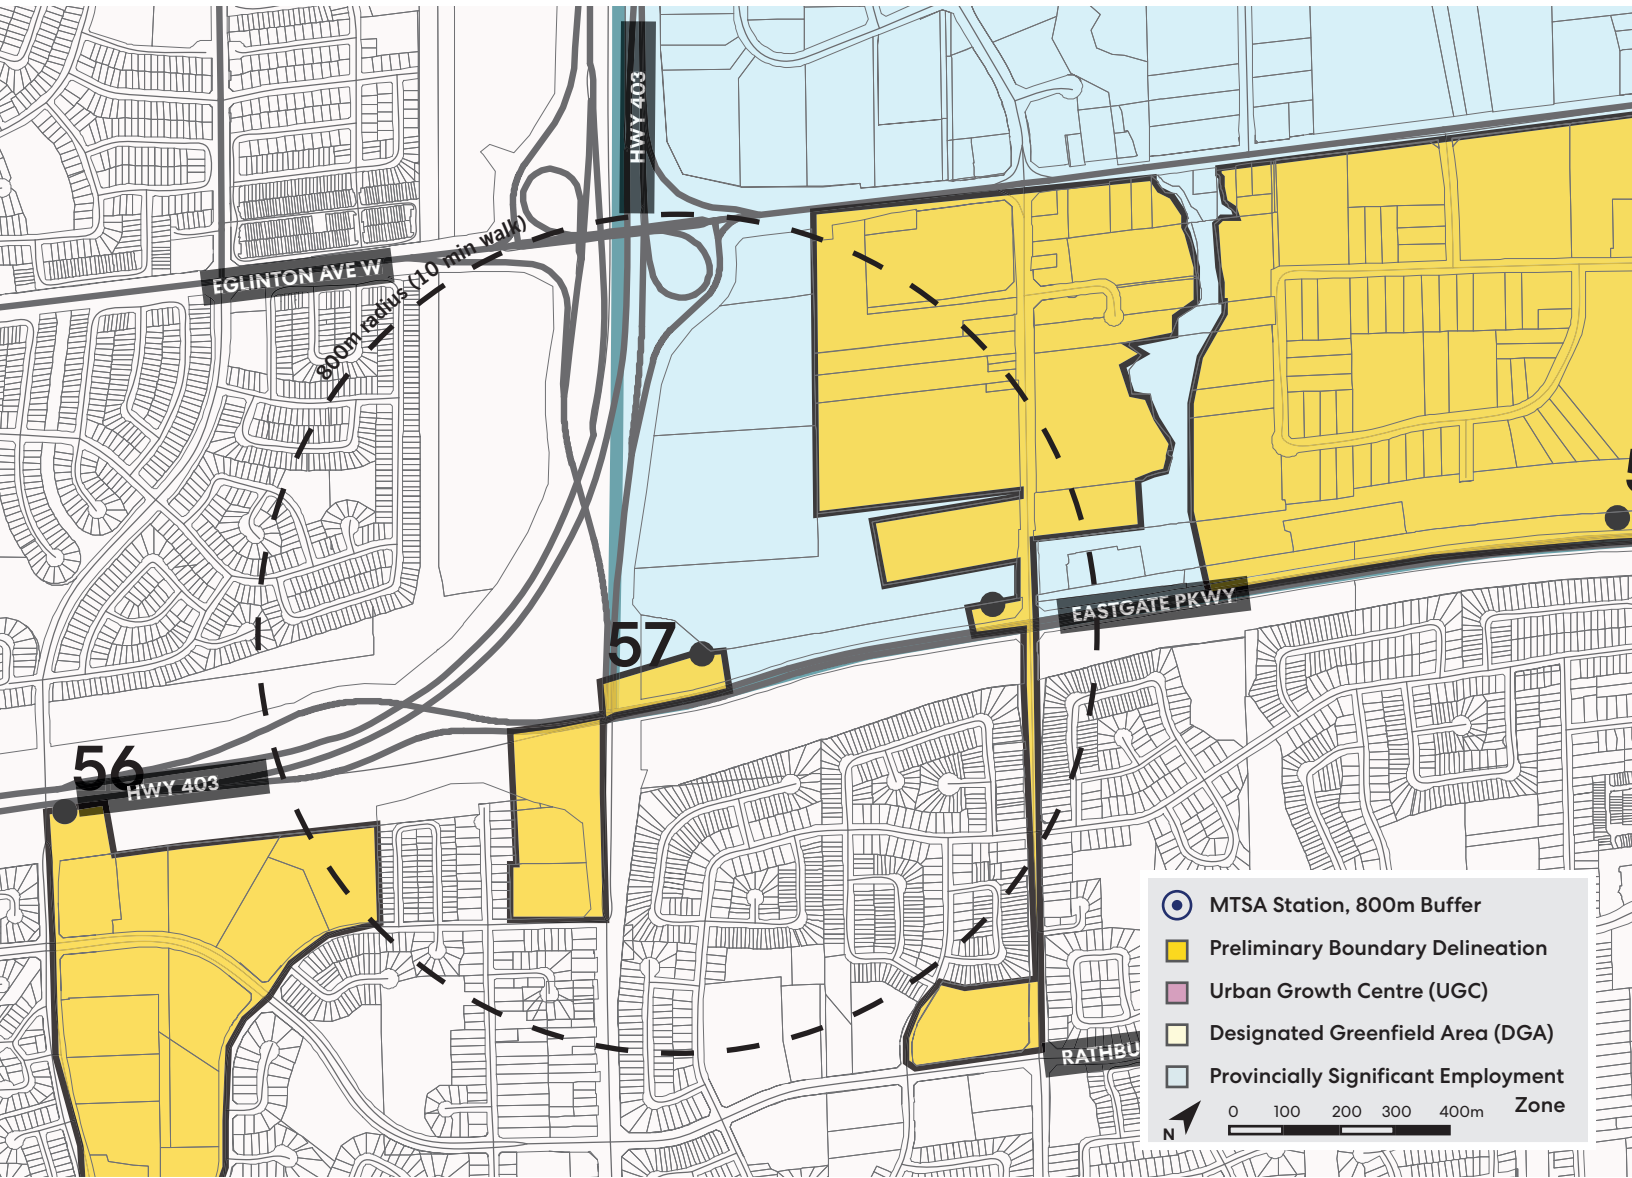 HWY 403
EGLINTON AVE W
800m radius (10 min walk)
57
EASTGATE PKWY
56
HWY 403
RATHBU
MTSA Station, 800m Buffer
Preliminary Boundary Delineation
Urban Growth Centre (UGC)
Designated Greenfield Area (DGA)
Provincially Significant Employment
Zone
N
0 100 200 300 400m